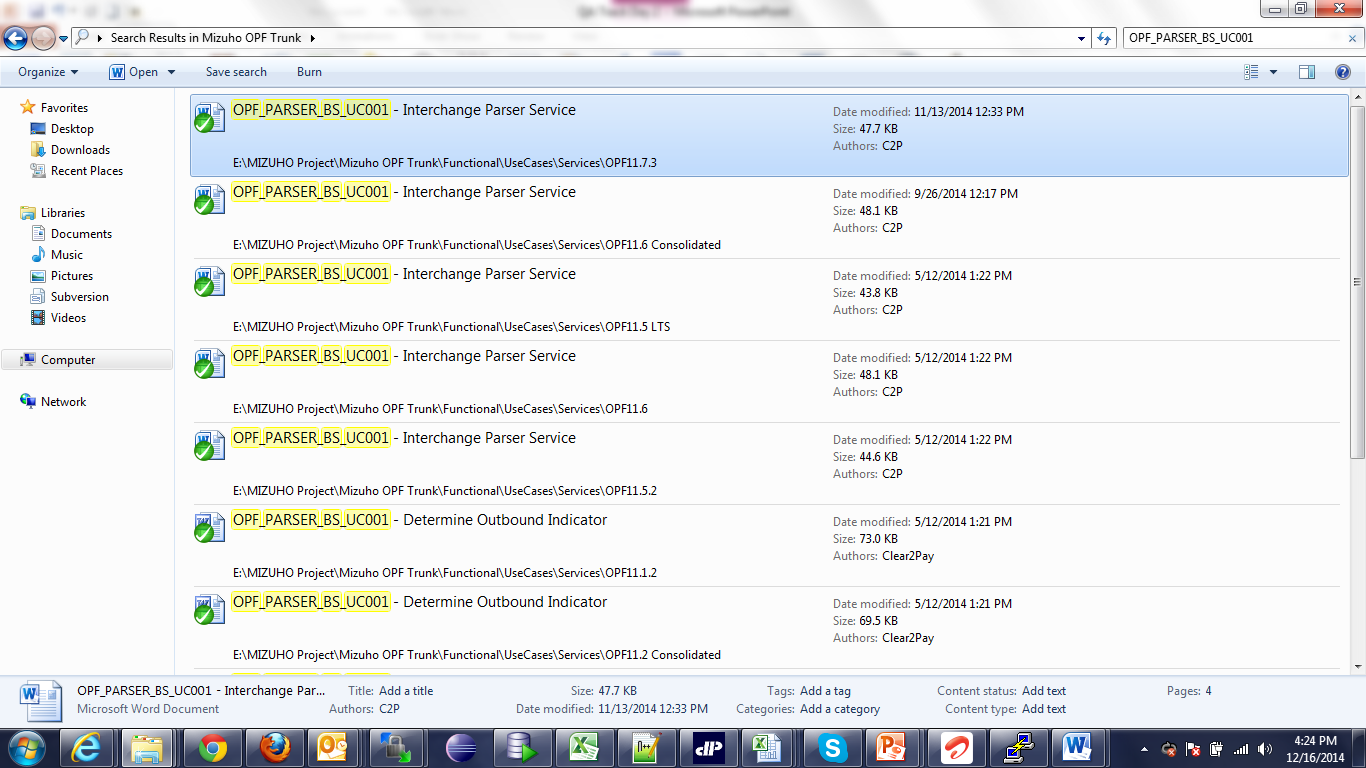 Search Results in Mizuho OPF Trunk
OPF_PARSER_BS_UC001
Organize
Open
Save search
Burn
Favorites
Desktop
Downloads
Recent Places
Libraries
Documents
Music
Pictures
Subversion
Videos
Computer
Network
OPF_PARSER_BS_UC001 - Interchange Parser Service
Date modified: 11/13/2014 12:33 PM
Size: 47.7 KB
Authors: C2P
E:\MIZUHO Project\Mizuho OPF Trunk\Functional\UseCases\Services\OPF11.7.3
OPF_PARSER_BS_UC001 - Interchange Parser Service
Date modified: 9/26/2014 12:17 PM
Size: 48.1 KB
Authors: C2P
E:\MIZUHO Project\Mizuho OPF Trunk\Functional\UseCases\Services\OPF11.6 Consolidated
OPF_PARSER_BS_UC001 - Interchange Parser Service
Date modified: 5/12/2014 1:22 PM
Size: 43.8 KB
Authors: C2P
E:\MIZUHO Project\Mizuho OPF Trunk\Functional\UseCases\Services\OPF11.5 LTS
OPF_PARSER_BS_UC001 - Interchange Parser Service
Date modified: 5/12/2014 1:22 PM
Size: 48.1 KB
Authors: C2P
E:\MIZUHO Project\Mizuho OPF Trunk\Functional\UseCases\Services\OPF11.6
OPF_PARSER_BS_UC001 - Interchange Parser Service
Date modified: 5/12/2014 1:22 PM
Size: 44.6 KB
Authors: C2P
E:\MIZUHO Project\Mizuho OPF Trunk\Functional\UseCases\Services\OPF11.5.2
OPF_PARSER_BS_UC001 - Determine Outbound Indicator
Date modified: 5/12/2014 1:21 PM
Size: 73.0 KB
Authors: Clear2Pay
E:\MIZUHO Project\Mizuho OPF Trunk\Functional\UseCases\Services\OPF11.1.2
OPF_PARSER_BS_UC001 - Determine Outbound Indicator
Date modified: 5/12/2014 1:21 PM
Size: 69.5 KB
Authors: Clear2Pay
E:\MIZUHO Project\Mizuho OPF Trunk\Functional\UseCases\Services\OPF11.2 Consolidated
OPF_PARSER_BS_UC001 - Interchange Par... Title: Add a title Size: 47.7 KB Tags: Add a tag Content status: Add text Pages: 4
Microsoft Word Document Authors: C2P Date modified: 11/13/2014 12:33 PM Categories: Add a category Content type: Add text
4:24 PM
12/16/2014